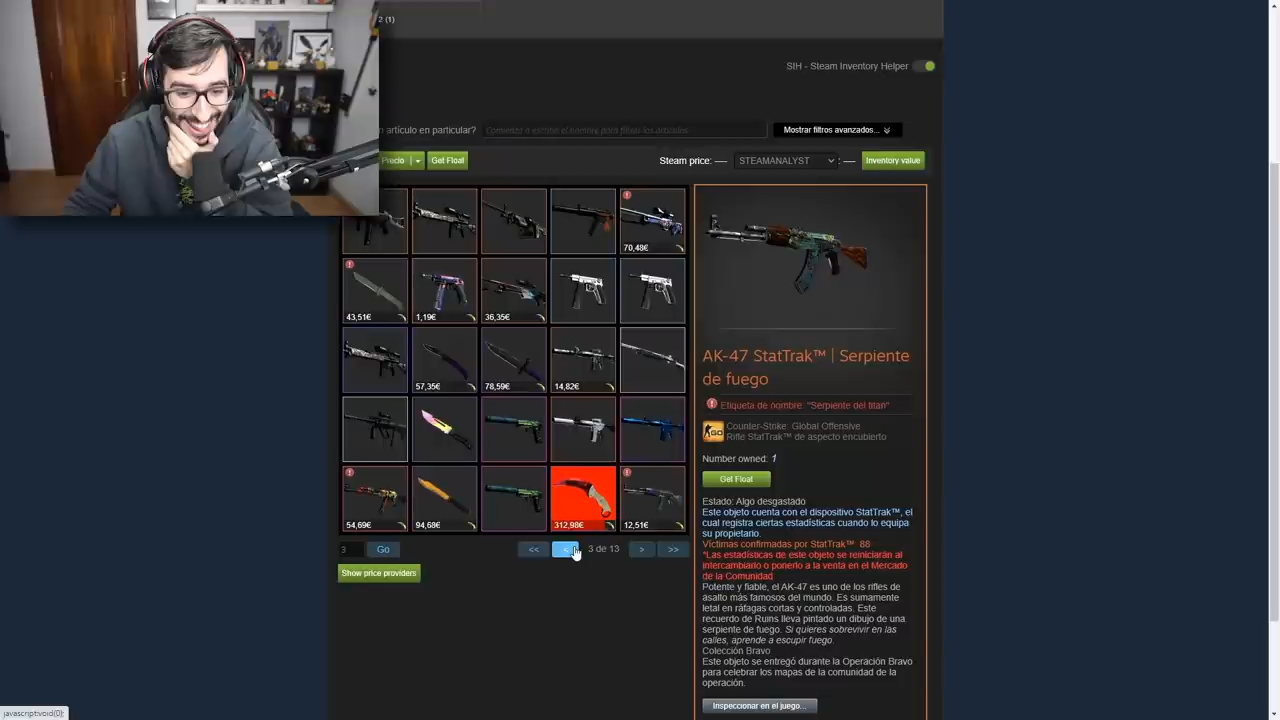 2 (1)
SIH - Steam Inventory Helper
n artículo en particular?
Comienza a escribir el nombre para filtrar los artículos
Mostrar filtros avanzados...
Precio
Get Float
Steam price: —
STEAMANALYST
: —
Inventory value
70,48€
43,51€
1,19€
36,35€
57,35€
78,59€
14,82€
54,69€
94,68€
312,98€
12,51€
3
Go
<<
<
3 de 13
>
>>
Show price providers
AK-47 StatTrak™ | Serpiente
de fuego
Etiqueta de nombre: "Serpiente del titan"
GO
Counter-Strike: Global Offensive
Rifle StatTrak™ de aspecto encubierto
Number owned: 1
Get Float
Estado: Algo desgastado
Este objeto cuenta con el dispositivo StatTrak™, el
cual registra ciertas estadísticas cuando lo equipa
su propietario.
Víctimas confirmadas por StatTrak™ 88
*Las estadísticas de este objeto se reiniciarán al
intercambiarlo o ponerlo a la venta en el Mercado
de la Comunidad
Potente y fiable, el AK-47 es uno de los rifles de
asalto más famosos del mundo. Es sumamente
letal en ráfagas cortas y controladas. Este
recuerdo de Ruins lleva pintado un dibujo de una
serpiente de fuego. Si quieres sobrevivir en las
calles, aprende a escupir fuego.
Colección Bravo
Este objeto se entregó durante la Operación Bravo
para celebrar los mapas de la comunidad de la
operación.
Inspeccionar en el juego...
javascript:void(0);